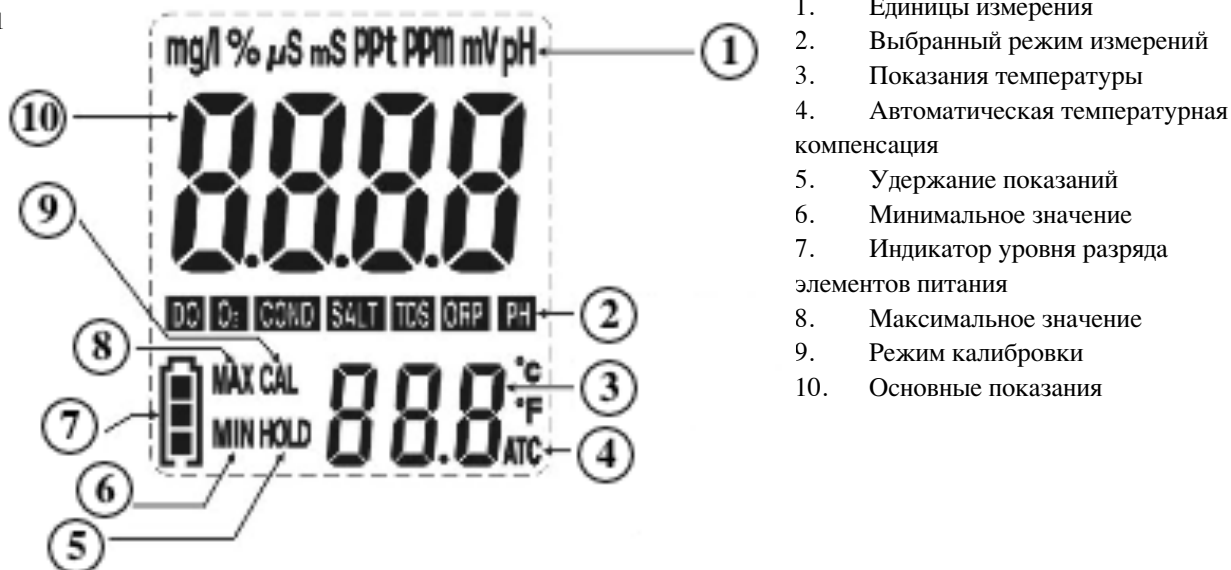 mg/l % µS mS PPt PPm mV pH
1
10
8.8.8.8
9
DO O₂ COND SALT TDS ORP PH
2
8
MAX CAL
88.8
°C
°F
3
7
MIN HOLD
ATC
4
6
5
1. Единицы измерения
2. Выбранный режим измерений
3. Показания температуры
4. Автоматическая температурная
компенсация
5. Удержание показаний
6. Минимальное значение
7. Индикатор уровня разряда
элементов питания
8. Максимальное значение
9. Режим калибровки
10. Основные показания